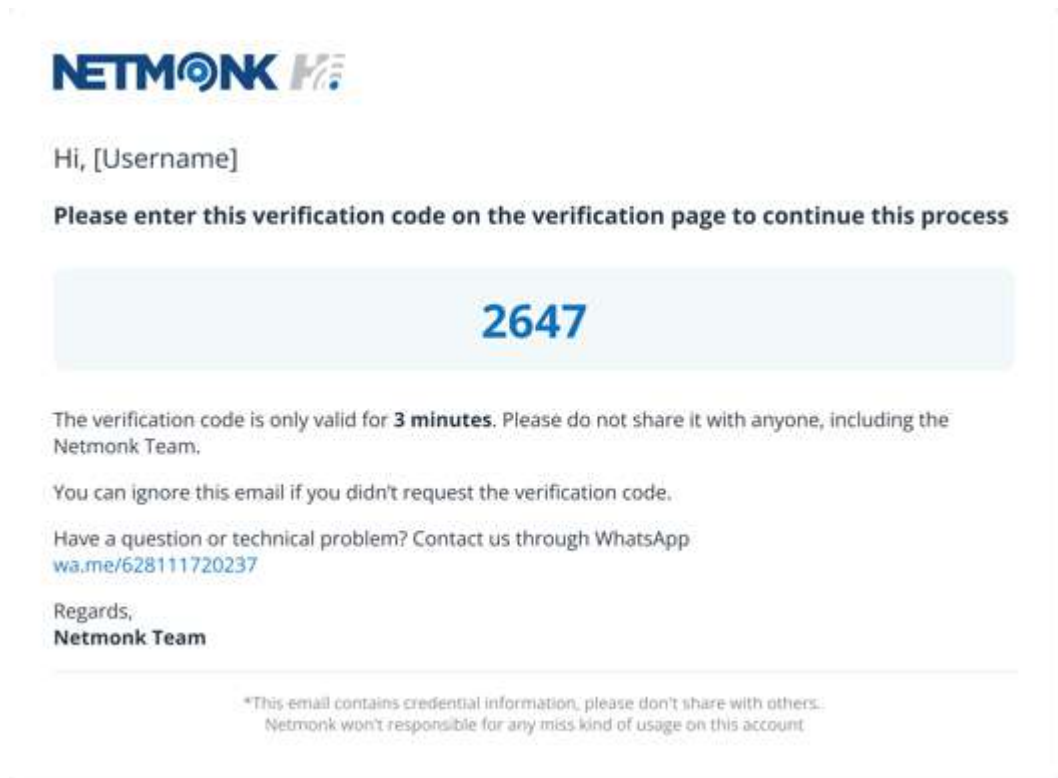 NETMONK Hi
Hi, [Username]
Please enter this verification code on the verification page to continue this process
2647
The verification code is only valid for 3 minutes. Please do not share it with anyone, including the
Netmonk Team.
You can ignore this email if you didn't request the verification code.
Have a question or technical problem? Contact us through WhatsApp
wa.me/628111720237
Regards,
Netmonk Team
*This email contains credential information, please don't share with others.
Netmonk won't responsible for any miss kind of usage on this account